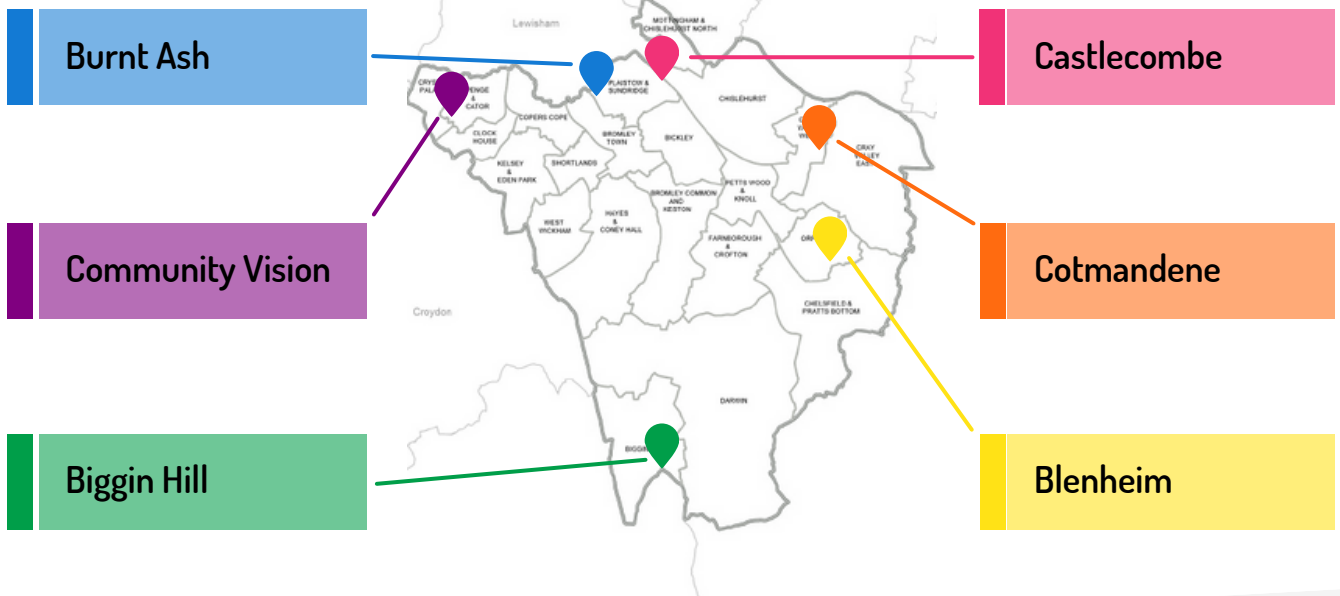 Burnt Ash
Community Vision
Biggin Hill
Castlecombe
Cotmandene
Blenheim
Lewisham
MOTTINGHAM &
CHISLEHURST NORTH
PLAISTOW &
SUNDRIDGE
CHISLEHURST
CATOR
COPERS COPE
CLOCK
HOUSE
BROMLEY
TOWN
BICKLEY
CRAY
VALLEY
EAST
KELSEY
&
EDEN PARK
SHORTLANDS
PETTS WOOD
&
KNOLL
BROMLEY COMMON
AND
KESTON
WEST
WICKHAM
HAYES
&
CONEY HALL
FARNBOROUGH
&
CROFTON
CHELSFIELD &
PRATTS BOTTOM
Croydon
DARWIN